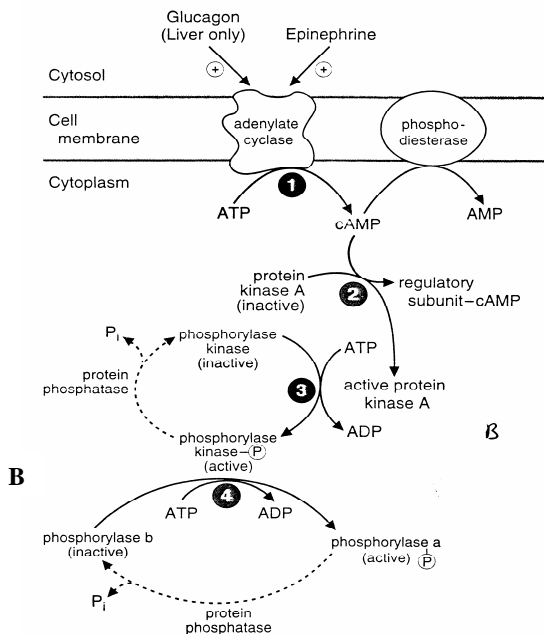 Glucagon
(Liver only)
Epinephrine
+
+
Cytosol
Cell
membrane
adenylate
cyclase
phospho-
diesterase
Cytoplasm
1
ATP
cAMP
AMP
protein
kinase A
(inactive)
2
regulatory
subunit–cAMP
Pi
phosphorylase
kinase
(inactive)
ATP
protein
phosphatase
3
active protein
kinase A
ADP
B
phosphorylase
kinase–P
(active)
B
4
ATP
ADP
phosphorylase b
(inactive)
phosphorylase a
(active) P
Pi
protein
phosphatase